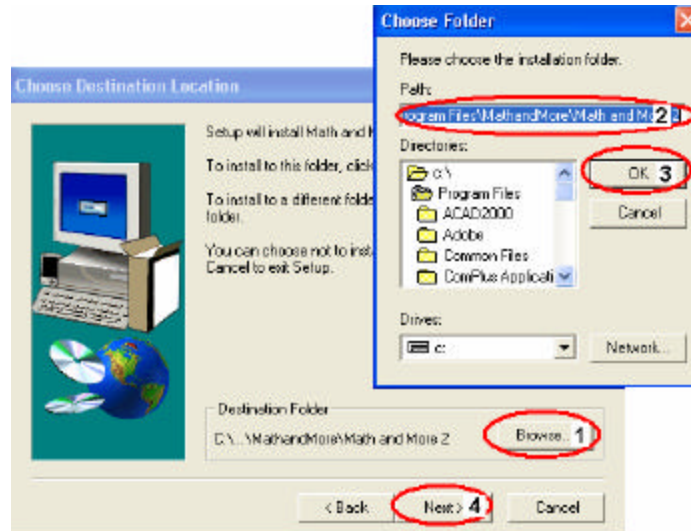 Choose Folder
Please choose the installation folder.
Path:
rogram Files\MathandMore\Math and Mo 2 2
Directories:
c:\
Program Files
ACAD2000
Adobe
Common Files
ComPlus Applicati
OK 3
Cancel
Drives:
c:
Network...
Choose Destination Location
Setup will install Math and
To install to this folder, click
To install to a different folde
folder.
You can choose not to inst
Cancel to exit Setup.
Destination Folder
C:\...\MathandMore\Math and More 2
Browse... 1
< Back
Next > 4
Cancel